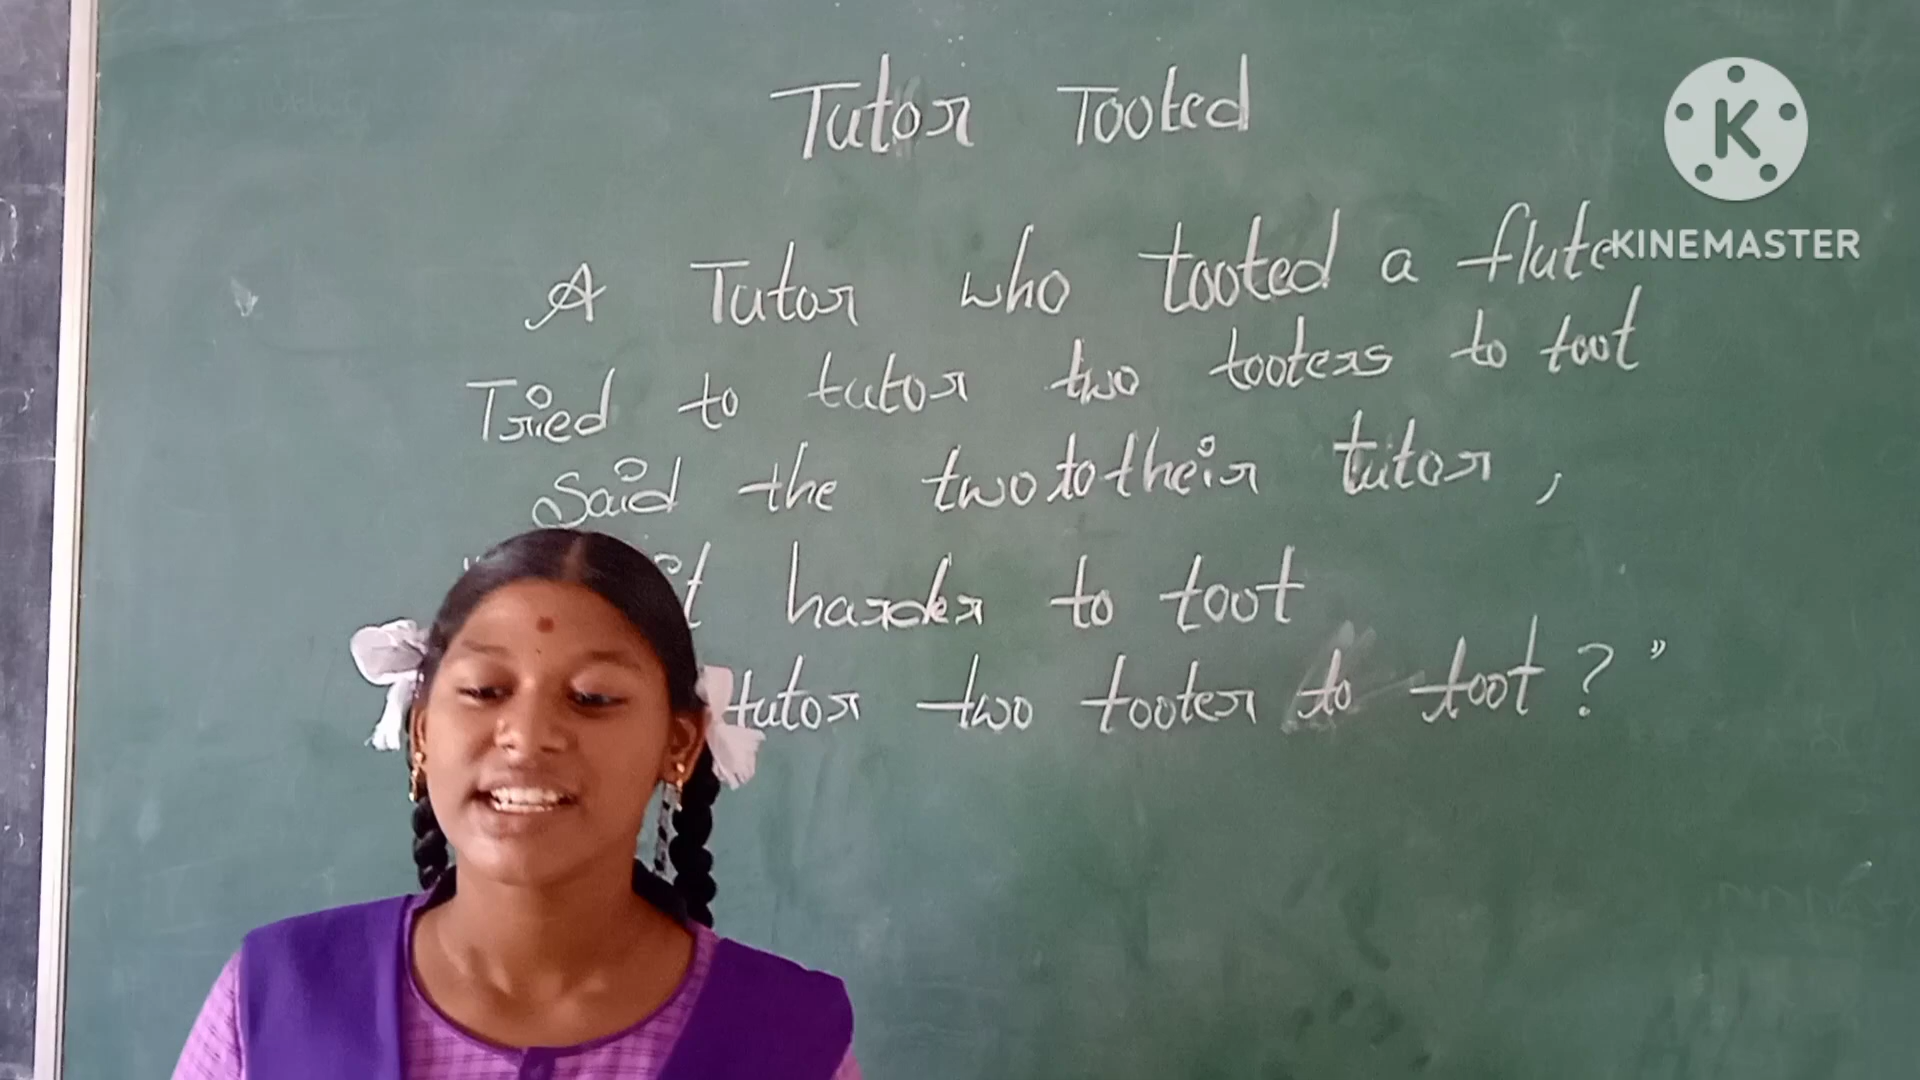 Tutor Tooted
A Tutor who tooted a flute
Tried to tutor two tooters to toot
Said the two to their tutor,
harder to toot
tutor two tooter to toot?"
KINEMASTER